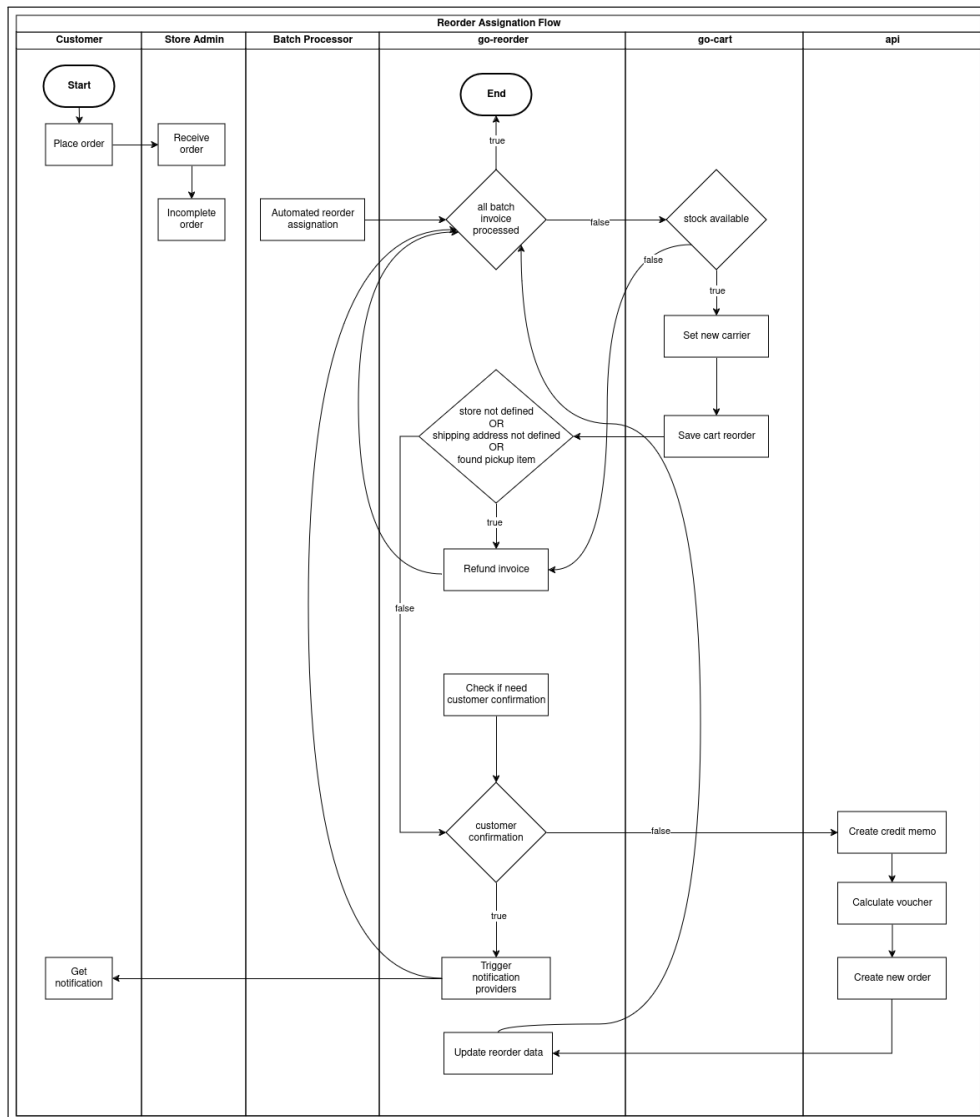 Reorder Assignation Flow
Customer
Store Admin
Batch Processor
go-reorder
go-cart
api
Start
End
Place order
Receive
order
true
Incomplete
order
Automated reorder
assignation
all batch
invoice
processed
false
stock available
false
true
Set new carrier
store not defined
OR
shipping address not defined
OR
found pickup item
Save cart reorder
true
Refund invoice
false
Check if need
customer confirmation
customer
confirmation
false
Create credit memo
Calculate voucher
true
Get
notification
Trigger
notification
providers
Create new order
Update reorder data